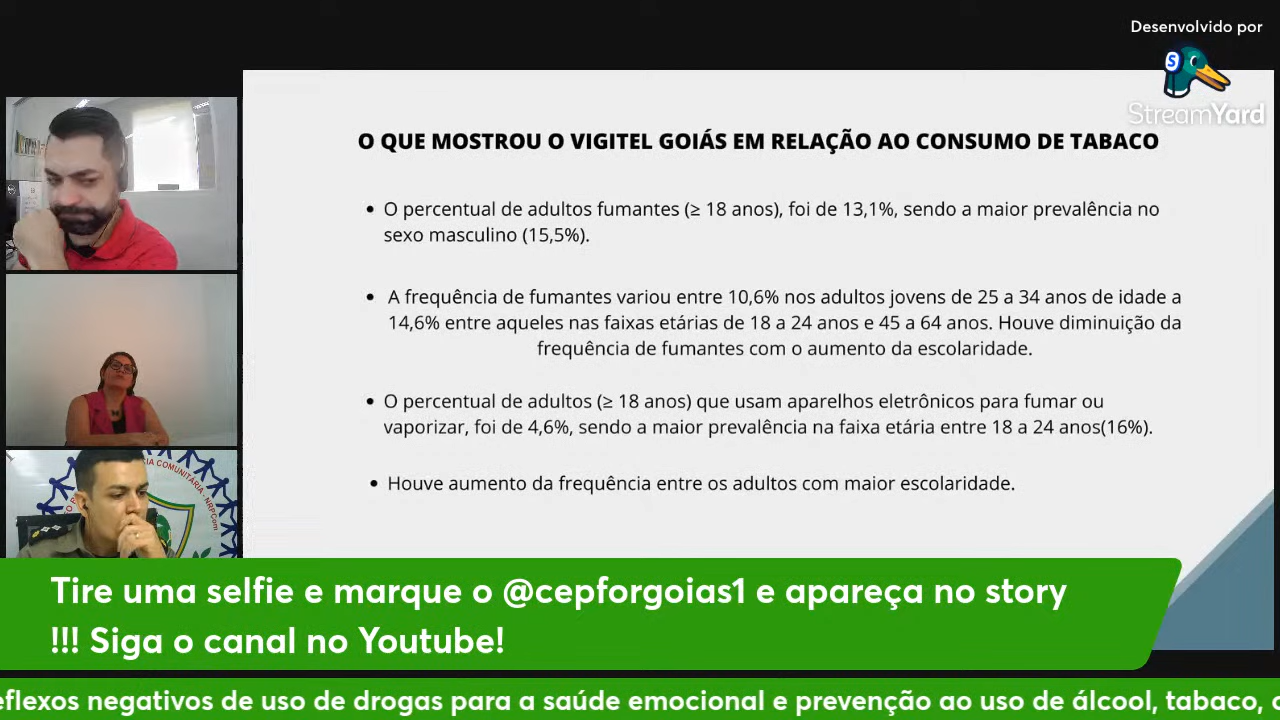 Desenvolvido por
StreamYard
O QUE MOSTROU O VIGITEL GOIÁS EM RELAÇÃO AO CONSUMO DE TABACO
• O percentual de adultos fumantes (≥ 18 anos), foi de 13,1%, sendo a maior prevalência no
sexo masculino (15,5%).
• A frequência de fumantes variou entre 10,6% nos adultos jovens de 25 a 34 anos de idade a
14,6% entre aqueles nas faixas etárias de 18 a 24 anos e 45 a 64 anos. Houve diminuição da
frequência de fumantes com o aumento da escolaridade.
• O percentual de adultos (≥ 18 anos) que usam aparelhos eletrônicos para fumar ou
vaporizar, foi de 4,6%, sendo a maior prevalência na faixa etária entre 18 a 24 anos(16%).
• Houve aumento da frequência entre os adultos com maior escolaridade.
COMUNITÁRIA - NRPCom
Tire uma selfie e marque o @cepforgoias1 e apareça no story
!!! Siga o canal no Youtube!
eflexos negativos de uso de drogas para a saúde emocional e prevenção ao uso de álcool, tabaco,